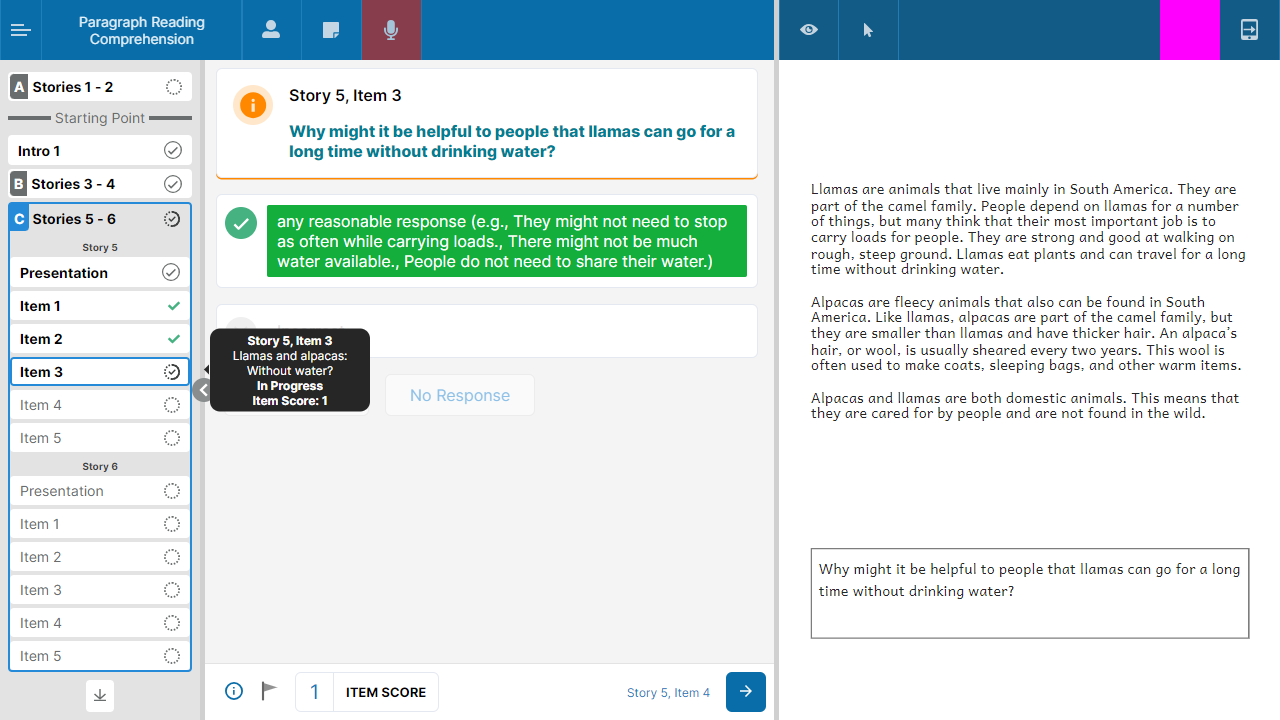 Paragraph Reading
Comprehension
A Stories 1 - 2
Starting Point
Intro 1
B Stories 3 - 4
C Stories 5 - 6
Story 5
Presentation
Item 1
Item 2
Item 3
Item 4
Item 5
Story 6
Presentation
Item 1
Item 2
Item 3
Item 4
Item 5
Story 5, Item 3
Why might it be helpful to people that llamas can go for a
long time without drinking water?
any reasonable response (e.g., They might not need to stop
as often while carrying loads., There might not be much
water available., People do not need to share their water.)
Story 5, Item 3
Llamas and alpacas:
Without water?
In Progress
Item Score: 1
No Response
1 ITEM SCORE
Story 5, Item 4
Llamas are animals that live mainly in South America. They are
part of the camel family. People depend on llamas for a number
of things, but many think that their most important job is to
carry loads for people. They are strong and good at walking on
rough, steep ground. Llamas eat plants and can travel for a long
time without drinking water.
Alpacas are fleecy animals that also can be found in South
America. Like llamas, alpacas are part of the camel family, but
they are smaller than llamas and have thicker hair. An alpaca's
hair, or wool, is usually sheared every two years. This wool is
often used to make coats, sleeping bags, and other warm items.
Alpacas and llamas are both domestic animals. This means that
they are cared for by people and are not found in the wild.
Why might it be helpful to people that llamas can go for a long
time without drinking water?